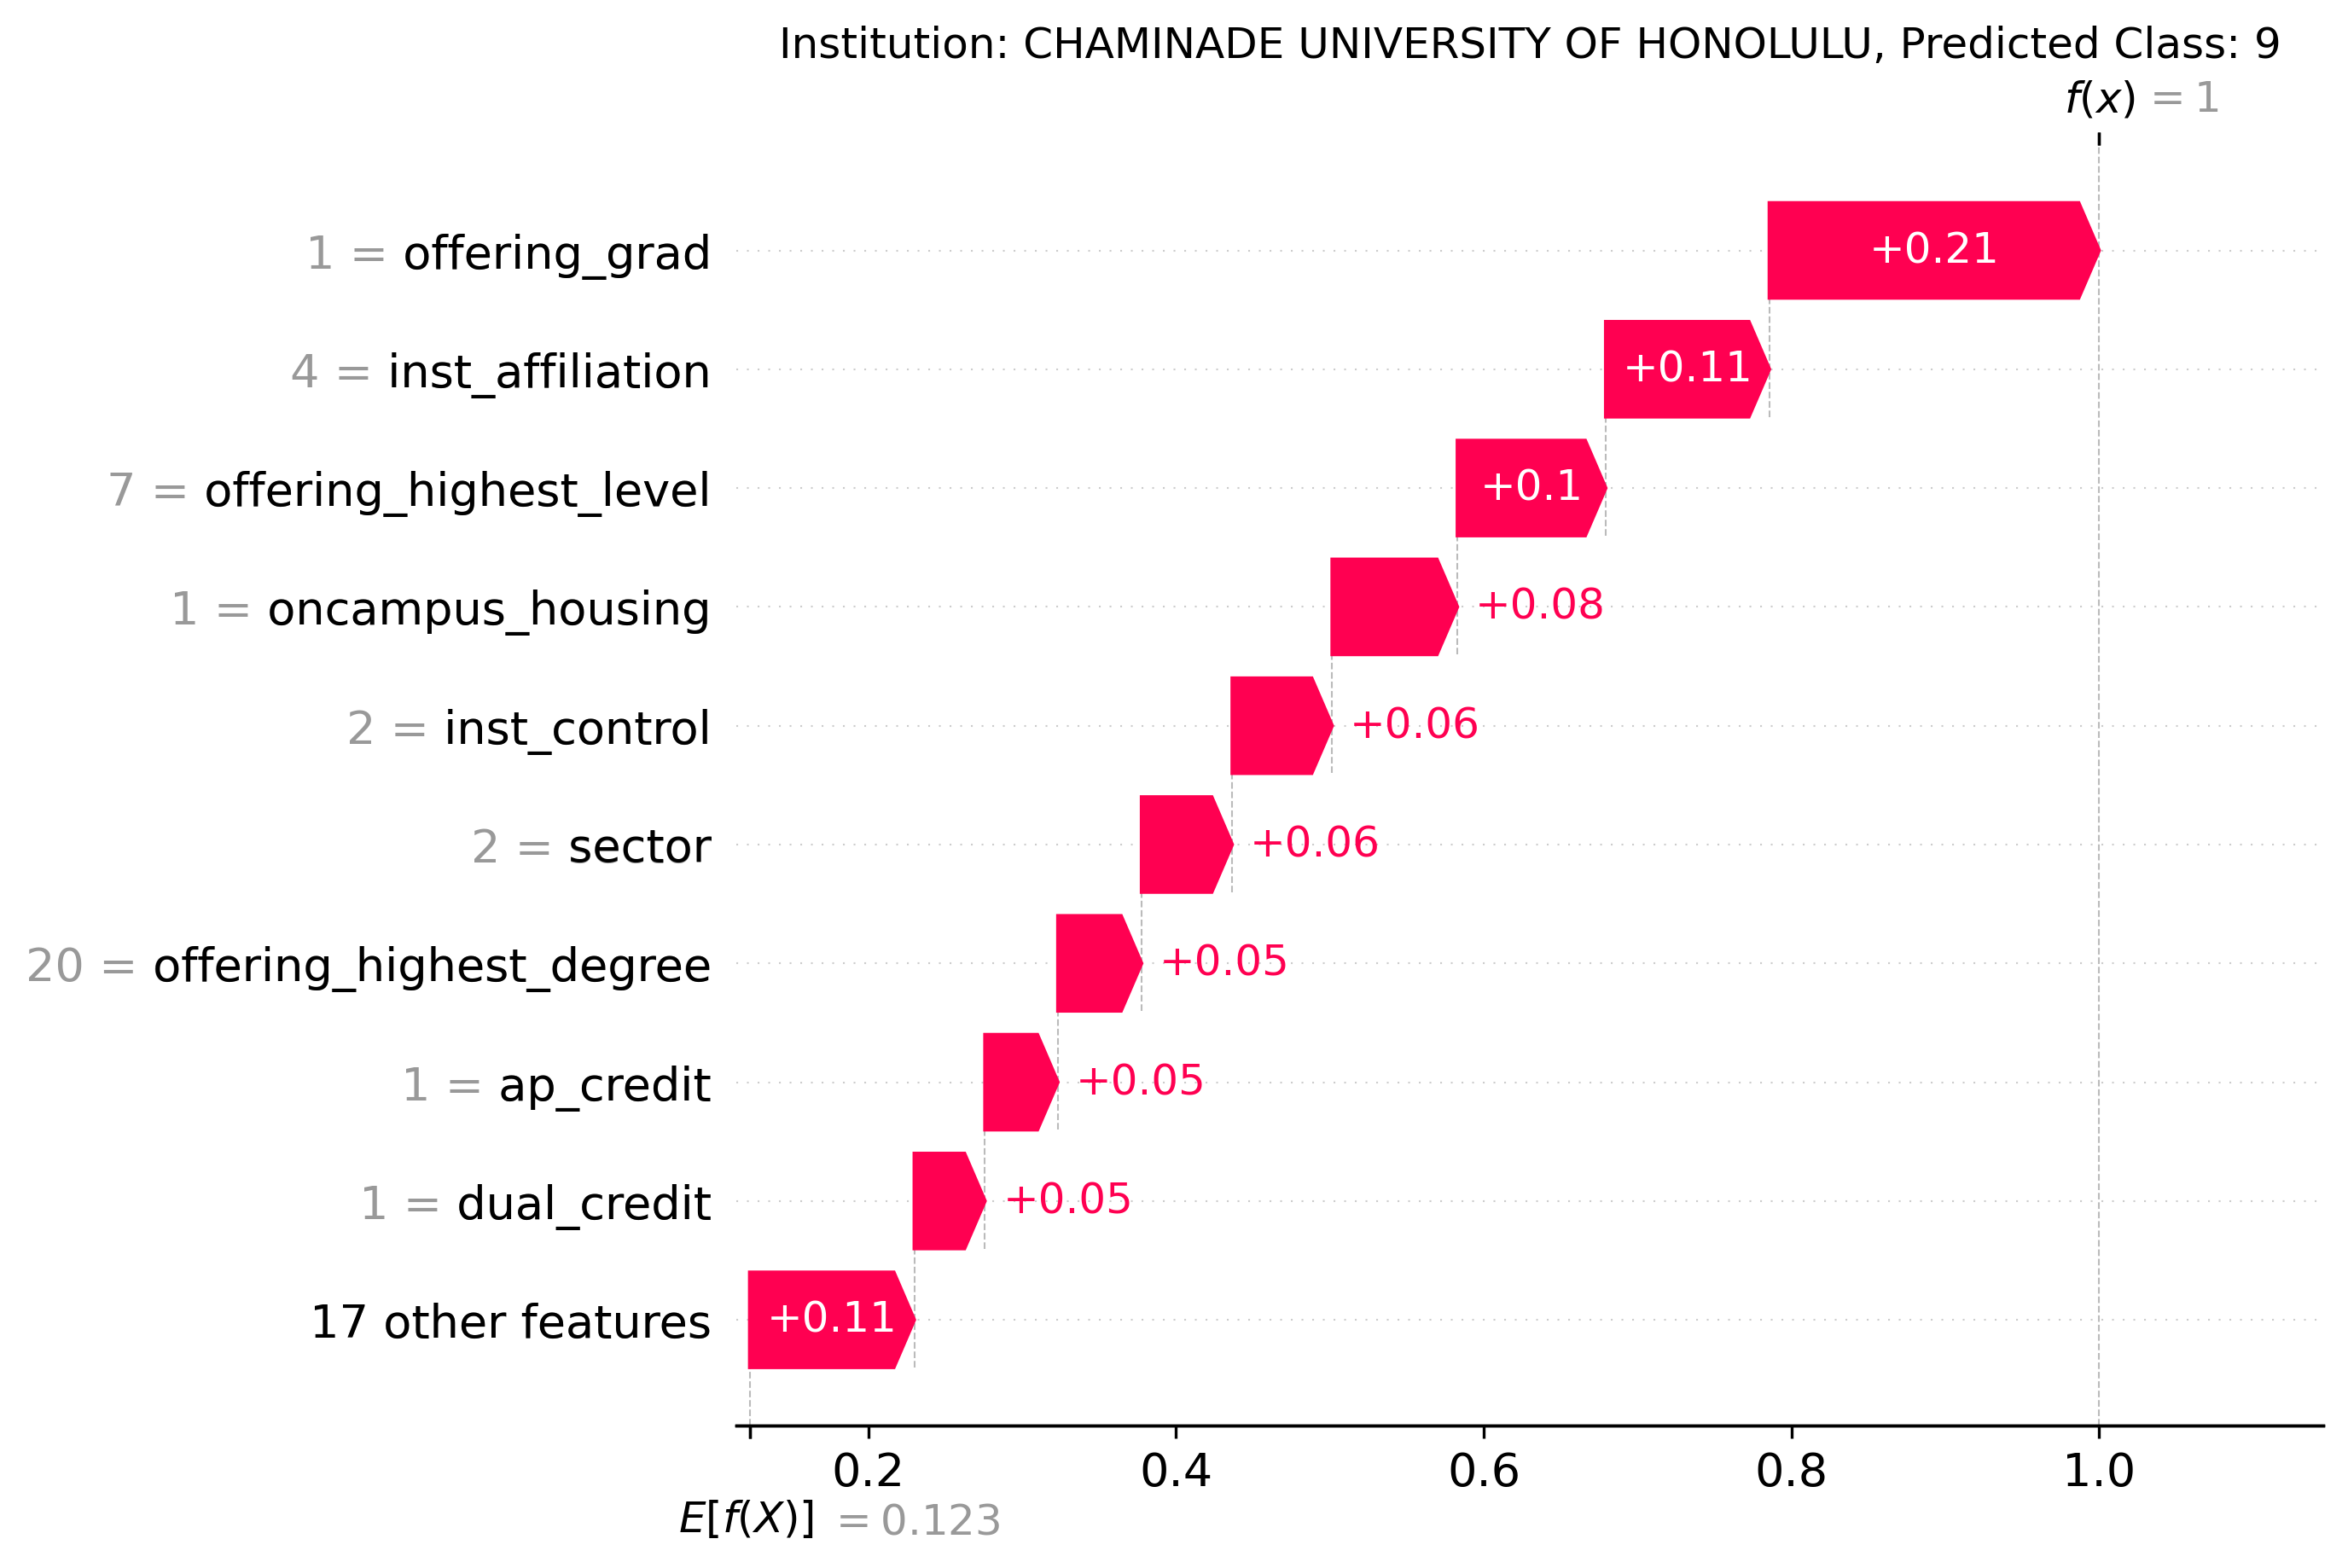 Institution: CHAMINADE UNIVERSITY OF HONOLULU, Predicted Class: 9
f(x) = 1
1 = offering_grad +0.21
4 = inst_affiliation +0.11
7 = offering_highest_level +0.1
1 = oncampus_housing +0.08
2 = inst_control +0.06
2 = sector +0.06
20 = offering_highest_degree +0.05
1 = ap_credit +0.05
1 = dual_credit +0.05
17 other features +0.11
0.2 0.4 0.6 0.8 1.0
E[f(X)] = 0.123